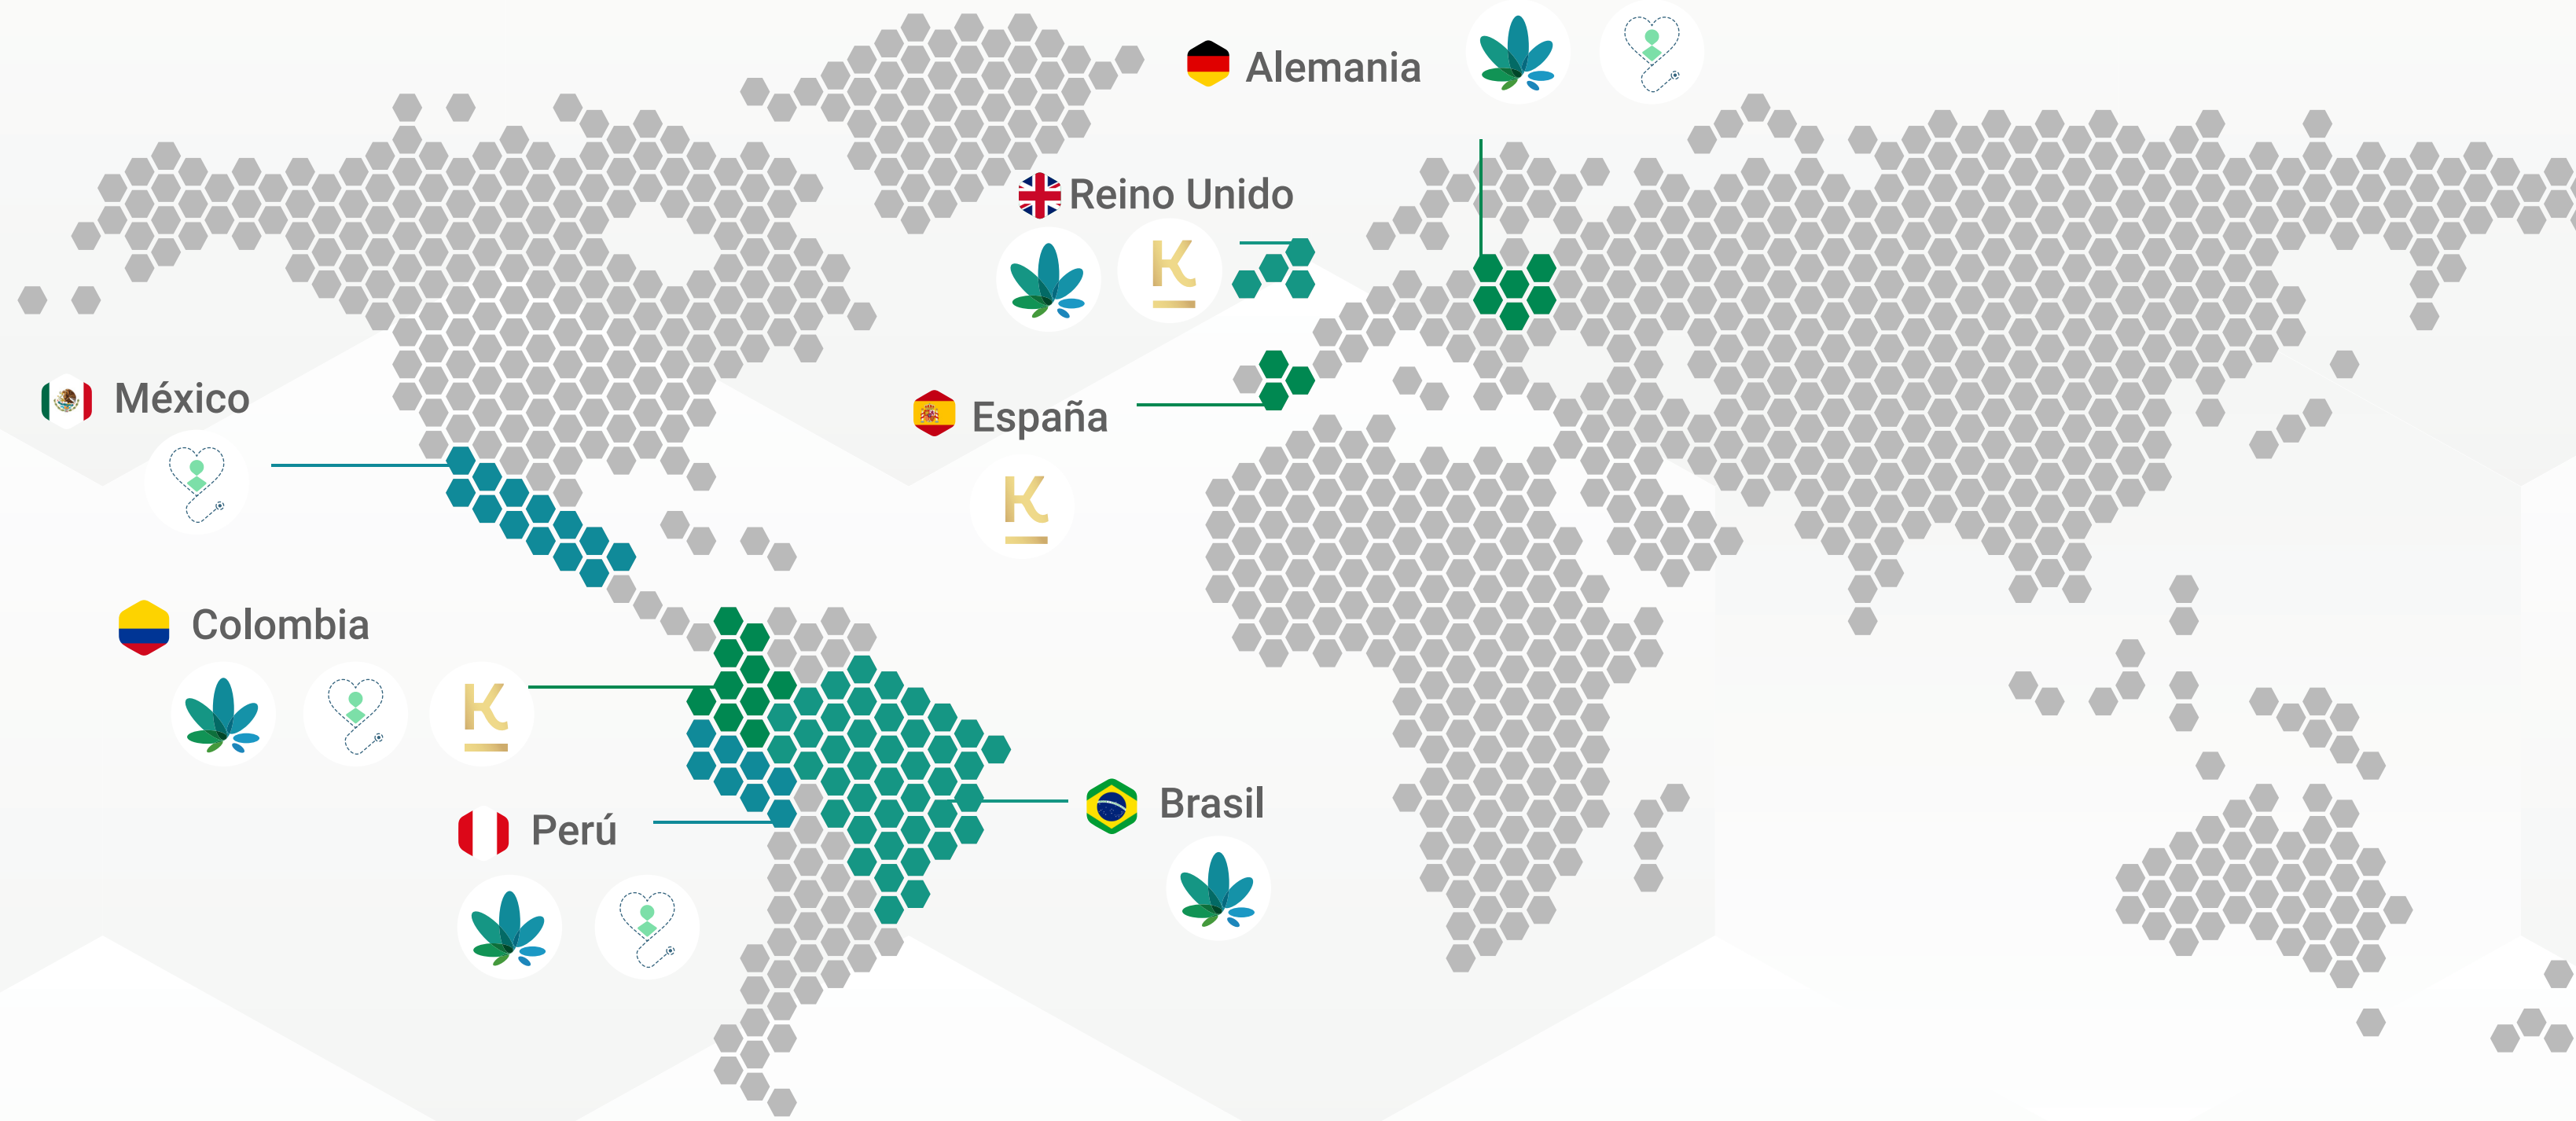 Alemania
Reino Unido
K
México
España
K
Colombia
K
Brasil
Perú